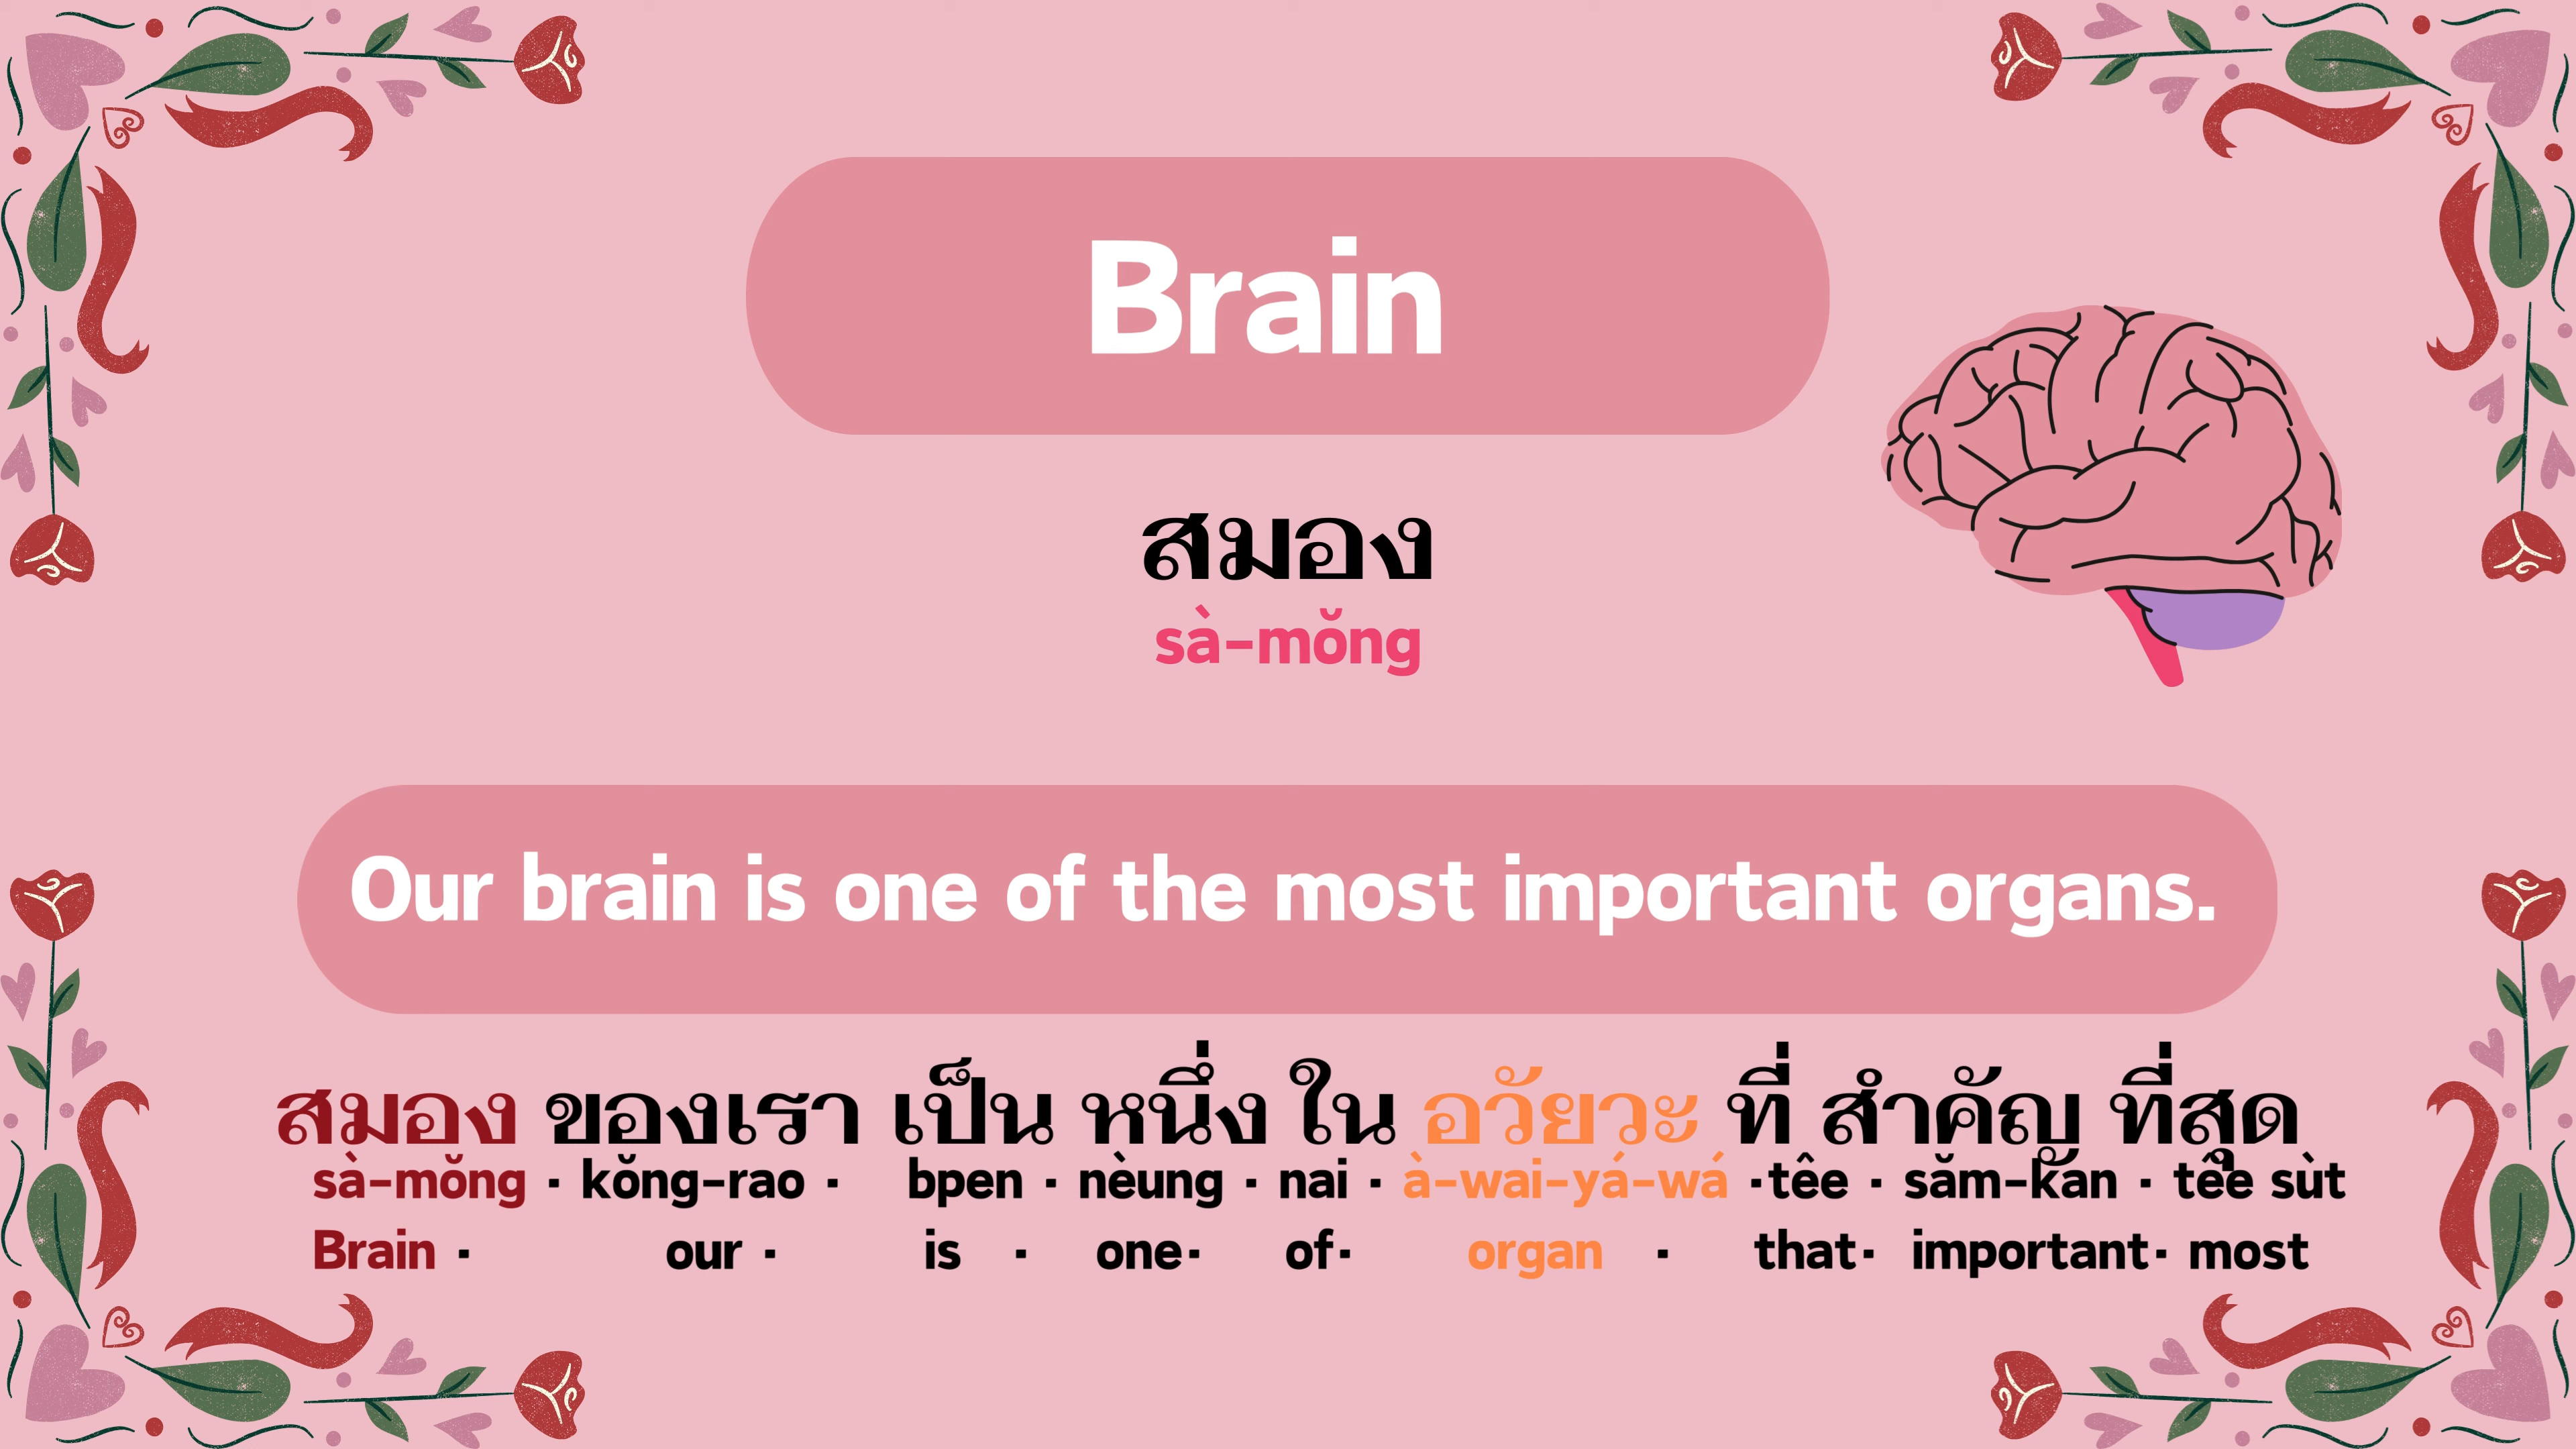 Brain
สมอง
sà-mŏng
Our brain is one of the most important organs.
สมอง ของเรา เป็น หนึ่ง ใน อวัยวะ ที่ สำคัญ ที่สุด
sà-mŏng · kŏng-rao · bpen · nèung · nai · à-wai-yá-wá ·têe · săm-kan · têe sùt
Brain · our · is · one· of· organ · that· important· most